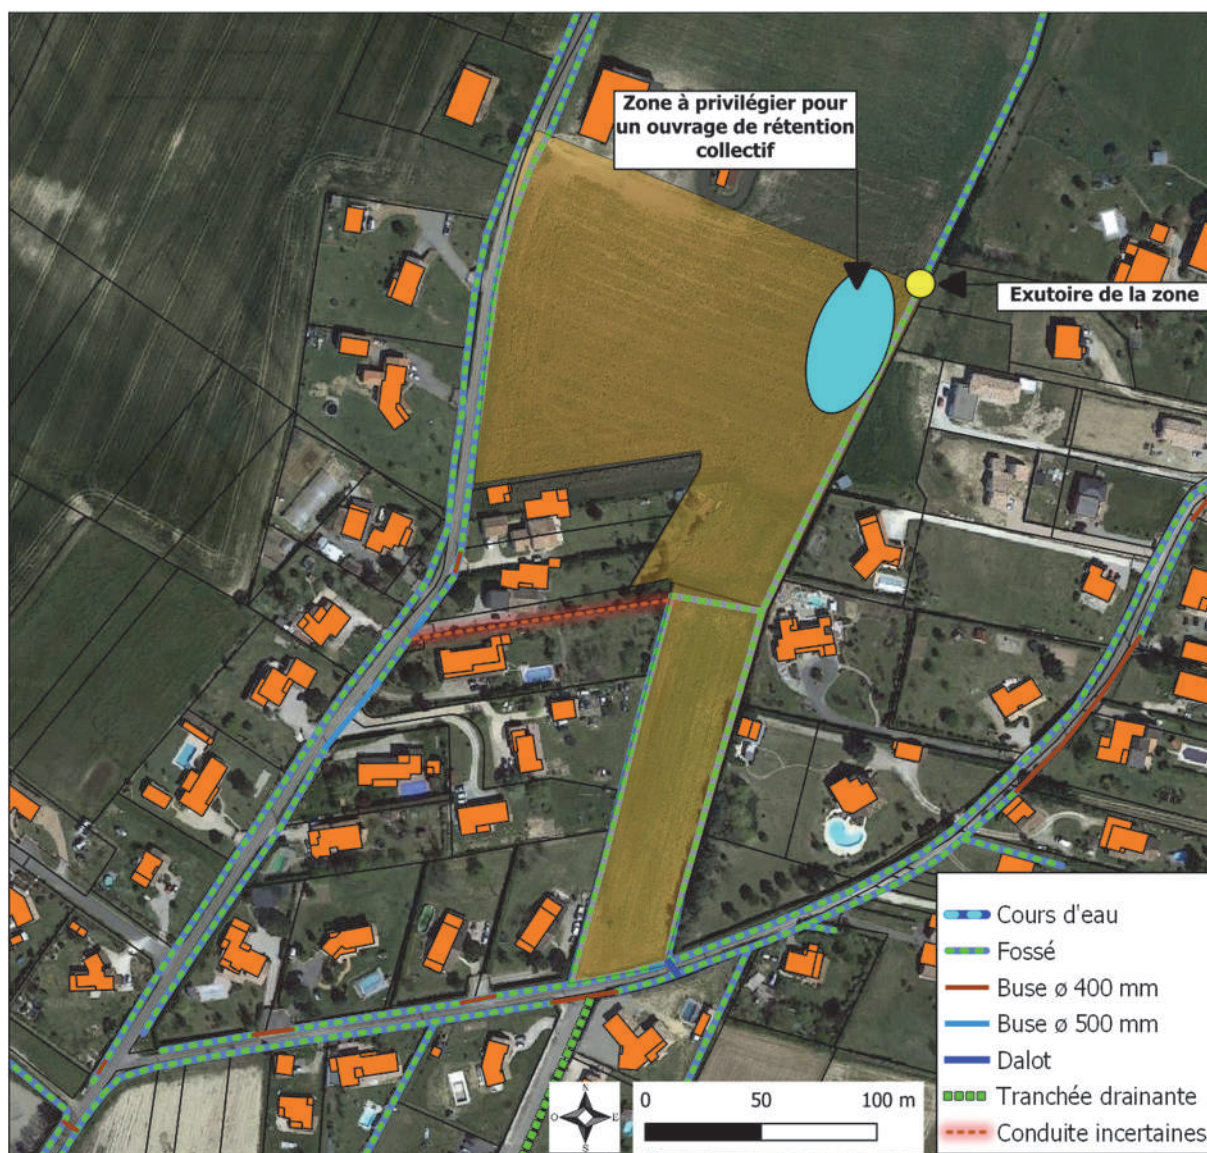 Zone à privilégier pour
un ouvrage de rétention
collectif
Exutoire de la zone
Cours d'eau
Fossé
Buse ø 400 mm
Buse ø 500 mm
Dalot
Tranchée drainante
Conduite incertaines
N
O
E
S
0
50
100 m